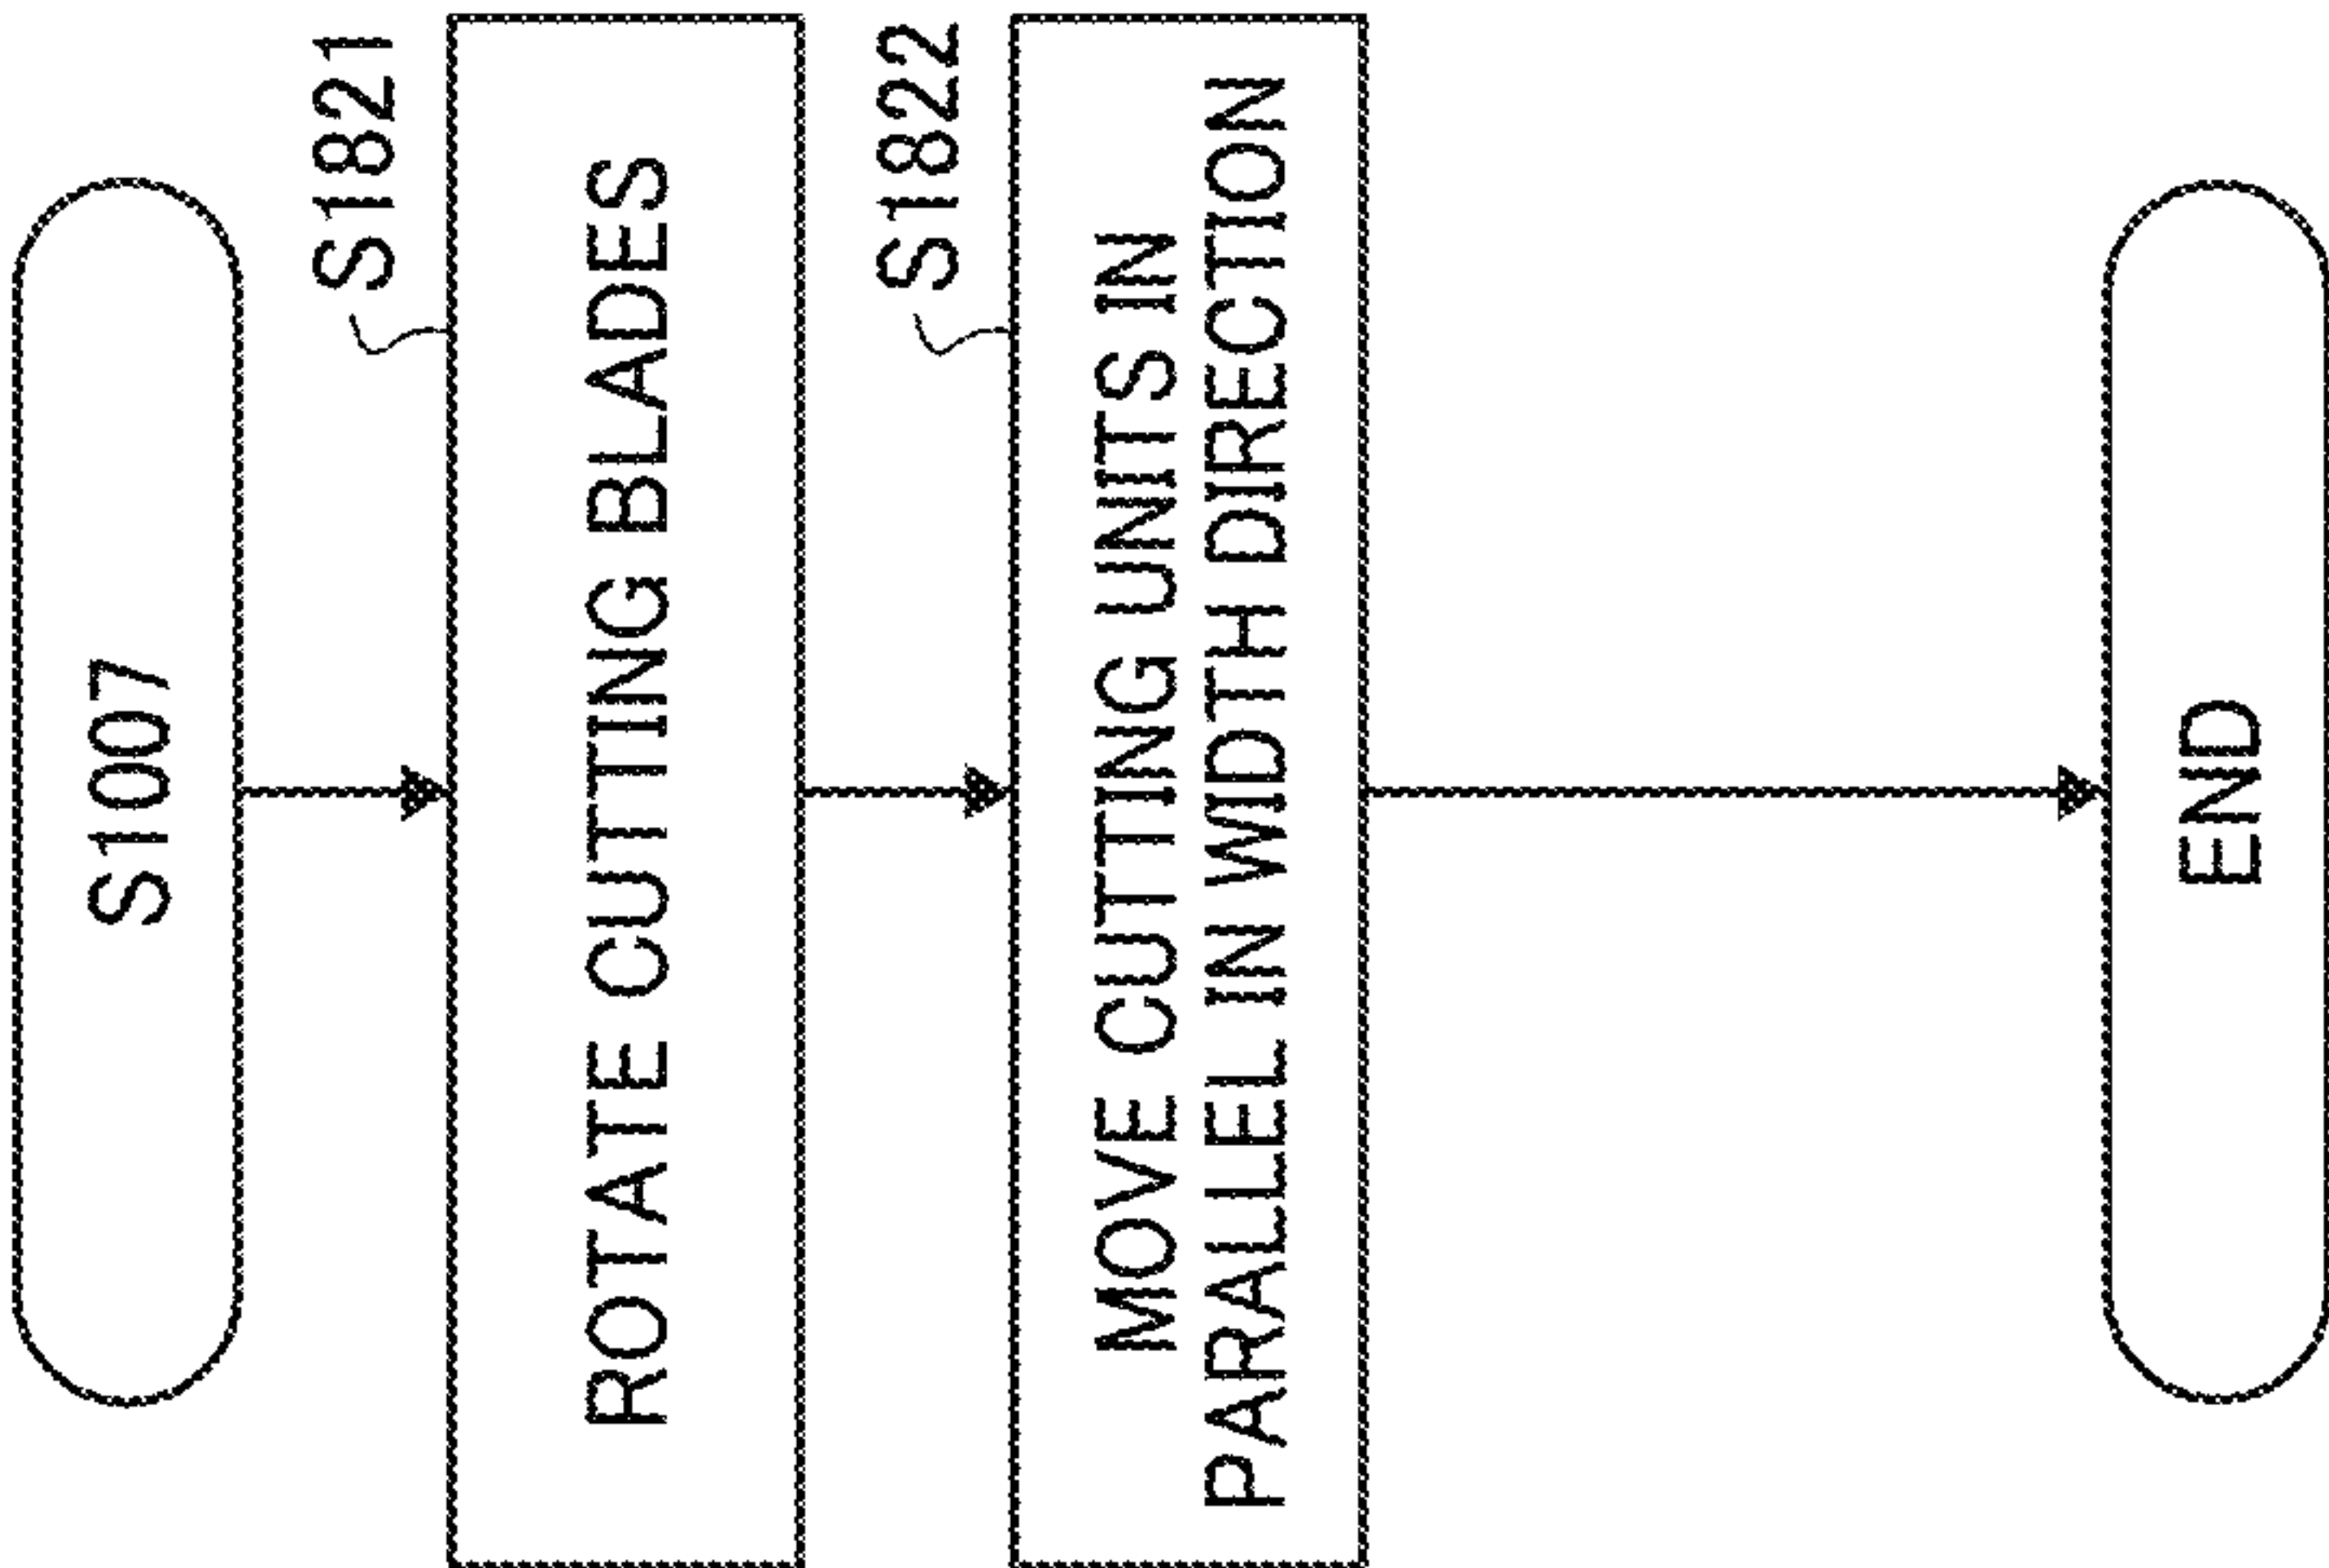 S1007
S1821
ROTATE CUTTING BLADES
S1822
MOVE CUTTING UNITS IN
PARALLEL IN WIDTH DIRECTION
END